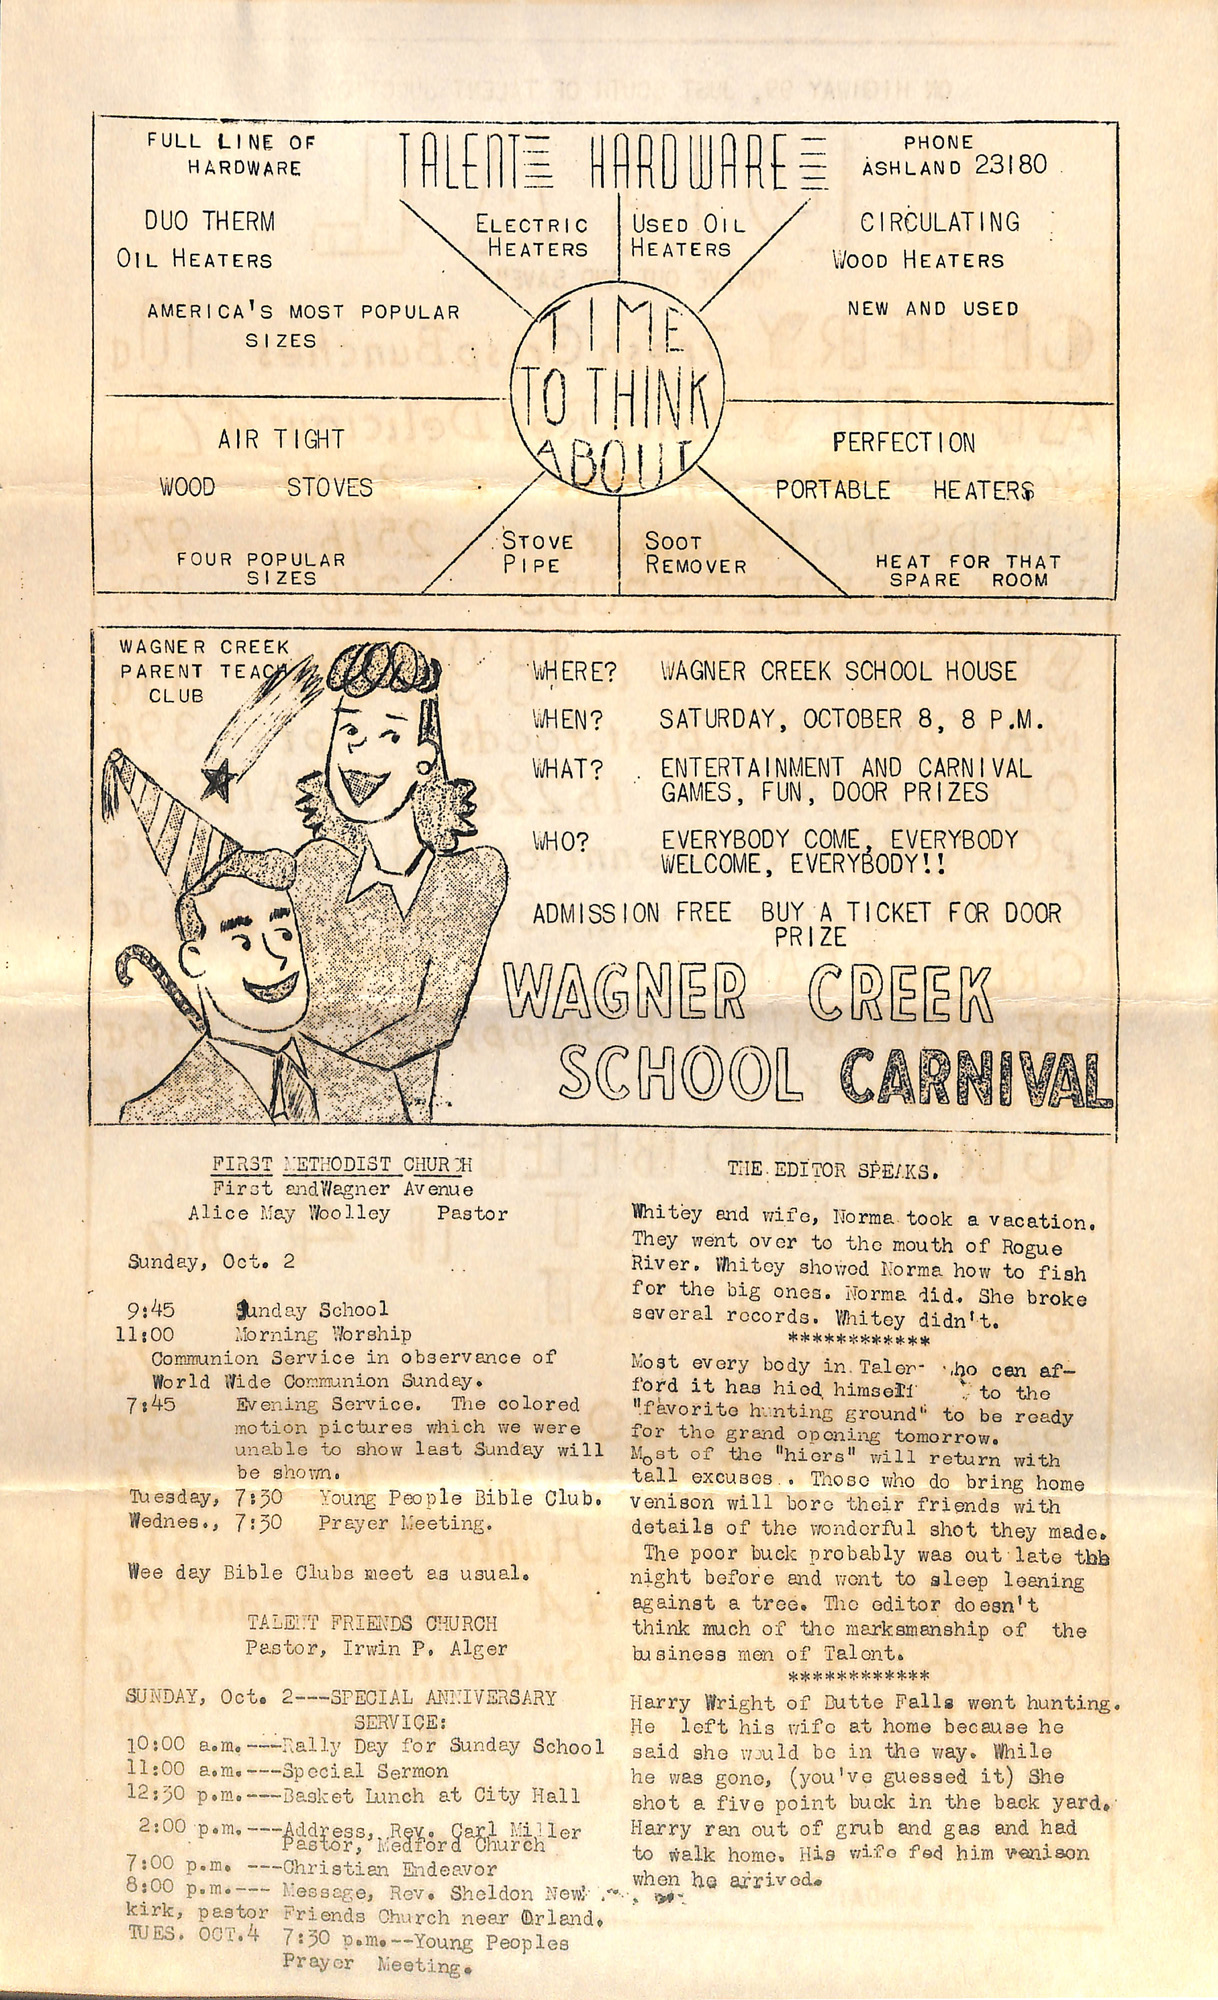 FULL LINE OF
HARDWARE
TALENT HARDWARE
PHONE
ASHLAND 23180
DUO THERM
OIL HEATERS
AMERICA'S MOST POPULAR
SIZES
ELECTRIC
HEATERS
USED OIL
HEATERS
CIRCULATING
WOOD HEATERS
NEW AND USED
TIME
TO THINK
ABOUT
AIR TIGHT
WOOD STOVES
FOUR POPULAR
SIZES
STOVE
PIPE
SOOT
REMOVER
PERFECTION
PORTABLE HEATERS
HEAT FOR THAT
SPARE ROOM
WAGNER CREEK
PARENT TEACH
CLUB
WHERE? WAGNER CREEK SCHOOL HOUSE
WHEN? SATURDAY, OCTOBER 8, 8 P.M.
WHAT? ENTERTAINMENT AND CARNIVAL
GAMES, FUN, DOOR PRIZES
WHO? EVERYBODY COME, EVERYBODY
WELCOME, EVERYBODY!!
ADMISSION FREE BUY A TICKET FOR DOOR
PRIZE
WAGNER CREEK
SCHOOL CARNIVAL
FIRST METHODIST CHURCH
First andWagner Avenue
Alice May Woolley Pastor
Sunday, Oct. 2
9:45 Sunday School
11:00 Morning Worship
Communion Service in observance of
World Wide Communion Sunday.
7:45 Evening Service. The colored
motion pictures which we were
unable to show last Sunday will
be shown.
Tuesday, 7:30 Young People Bible Club.
Wednes., 7:30 Prayer Meeting.
Wee day Bible Clubs meet as usual.
TALENT FRIENDS CHURCH
Pastor, Irwin P. Alger
SUNDAY, Oct. 2---SPECIAL ANNIVERSARY
SERVICE:
10:00 a.m.---Rally Day for Sunday School
11:00 a.m.---Special Sermon
12:30 p.m.---Basket Lunch at City Hall
2:00 p.m.---Address, Rev. Carl Miller
Pastor, Medford Church
7:00 p.m. ---Christian Endeavor
8:00 p.m.--- Message, Rev. Sheldon New
kirk, pastor Friends Church near Orland.
TUES. OCT.4 7:30 p.m.--Young Peoples
Prayer Meeting.
THE EDITOR SPEAKS.
Whitey and wife, Norma took a vacation.
They went over to the mouth of Rogue
River. Whitey showed Norma how to fish
for the big ones. Norma did. She broke
several records. Whitey didn't.
************
Most every body in can af-
ford it has hied himself to the
"favorite hunting ground" to be ready
for the grand opening tomorrow.
Most of the "hiers" will return with
tall excuses.. Those who do bring home
venison will bore their friends with
details of the wonderful shot they made.
The poor buck probably was out late the
night before and went to sleep leaning
against a tree. The editor doesn't
think much of the marksmanship of the
business men of Talent.
************
Harry Wright of Butte Falls went hunting.
He left his wife at home because he
said she would be in the way. While
he was gone, (you've guessed it) She
shot a five point buck in the back yard.
Harry ran out of grub and gas and had
to walk home. His wife fed him venison
when he arrived.